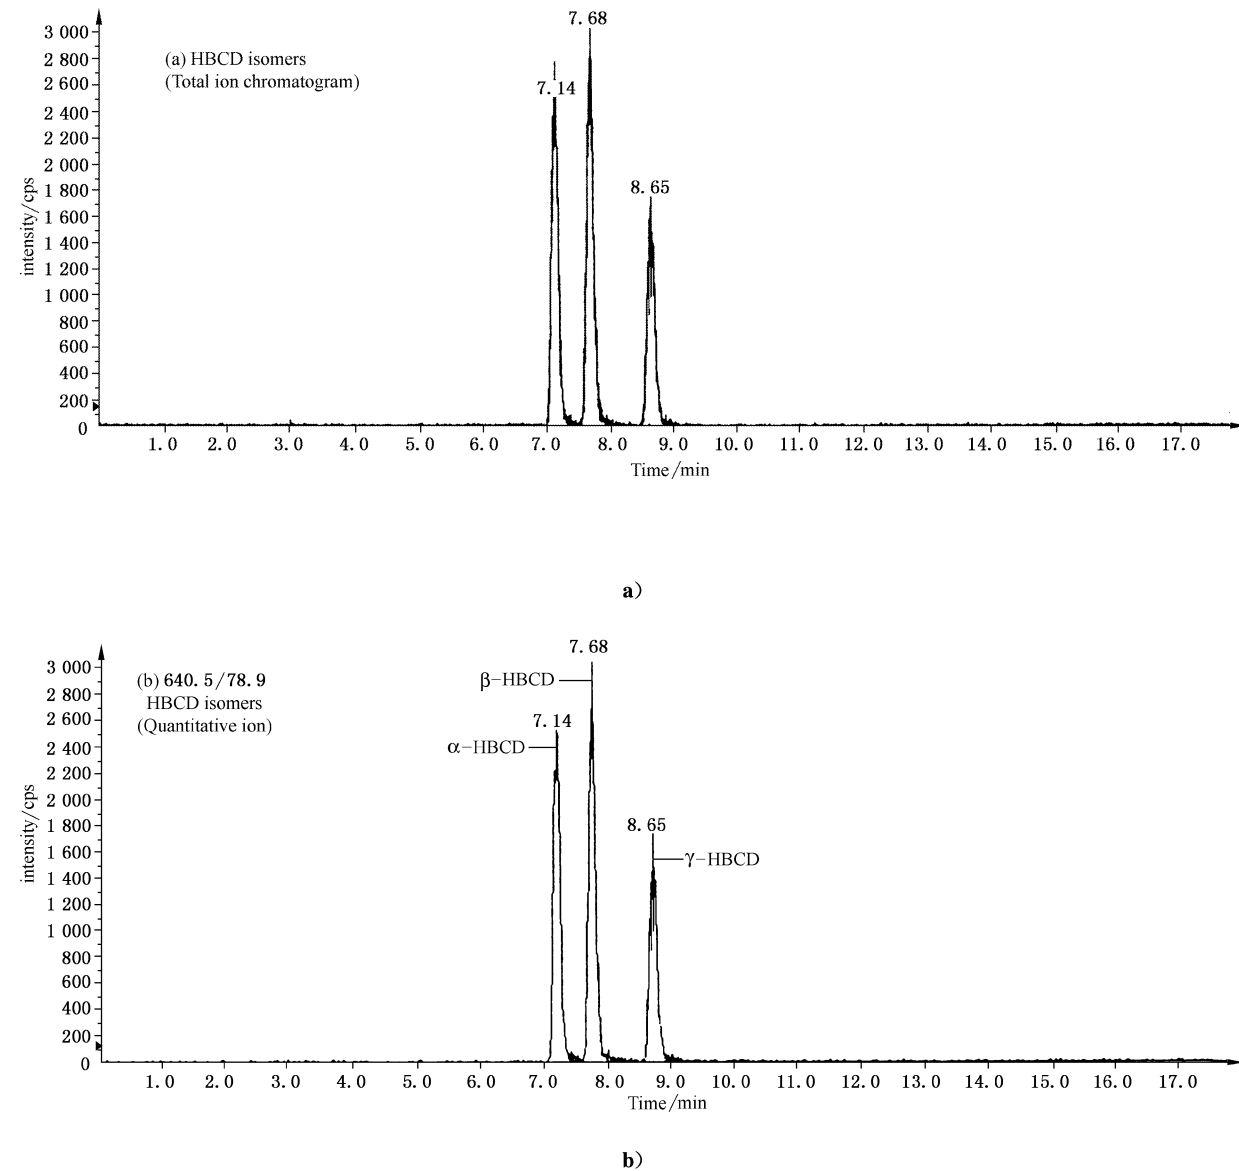 7.68
3 000
(a) HBCD isomers
2 800
(Total ion chromatogram)
2 600
7.14
2 400
2 200
2 000
8.65
1 800
1 600
1 400
1 200
1 000
800
600
400
200
0
intensity/cps
1.0 2.0 3.0 4.0 5.0 6.0 7.0 8.0 9.0 10.0 11.0 12.0 13.0 14.0 15.0 16.0 17.0
Time/min
a)
7.68
3 000
(b) 640.5/78.9
β-HBCD
2 800
HBCD isomers
2 600
(Quantitative ion)
7.14
2 400
α-HBCD
2 200
2 000
1 800
8.65
1 600
γ-HBCD
1 400
1 200
1 000
800
600
400
200
0
intensity/cps
1.0 2.0 3.0 4.0 5.0 6.0 7.0 8.0 9.0 10.0 11.0 12.0 13.0 14.0 15.0 16.0 17.0
Time/min
b)